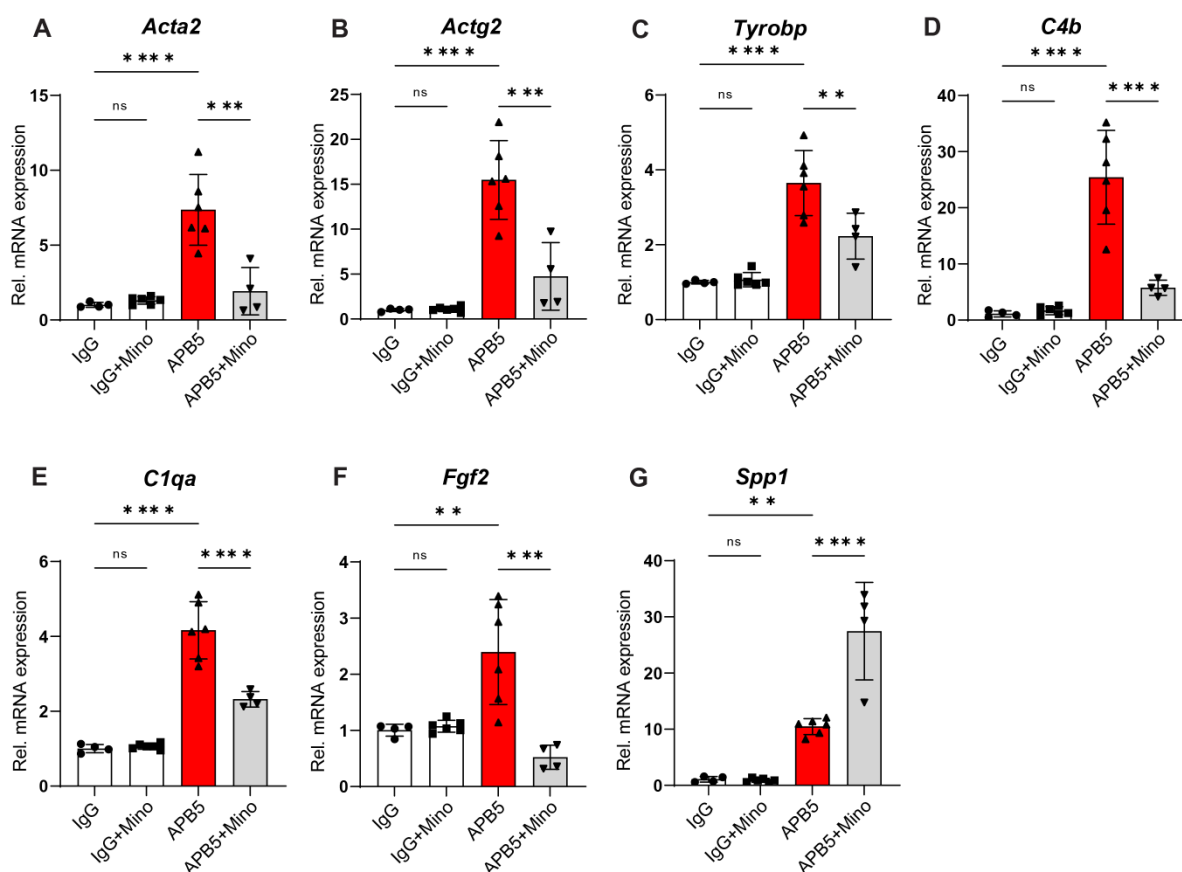 A Acta2
* * * *
ns
* * *
Rel. mRNA expression
15
10
5
0
IgG
IgG+Mino
APB5
APB5+Mino
B Actg2
* * * *
ns
* * *
Rel. mRNA expression
25
20
15
10
5
0
IgG
IgG+Mino
APB5
APB5+Mino
C Tyrobp
* * * *
ns
* *
Rel. mRNA expression
6
4
2
0
IgG
IgG+Mino
APB5
APB5+Mino
D C4b
* * * *
ns
* * * *
Rel. mRNA expression
40
30
20
10
0
IgG
IgG+Mino
APB5
APB5+Mino
E C1qa
* * * *
ns
* * * *
Rel. mRNA expression
6
4
2
0
IgG
IgG+Mino
APB5
APB5+Mino
F Fgf2
* *
ns
* * *
Rel. mRNA expression
4
3
2
1
0
IgG
IgG+Mino
APB5
APB5+Mino
G Spp1
* *
ns
* * * *
Rel. mRNA expression
40
30
20
10
0
IgG
IgG+Mino
APB5
APB5+Mino